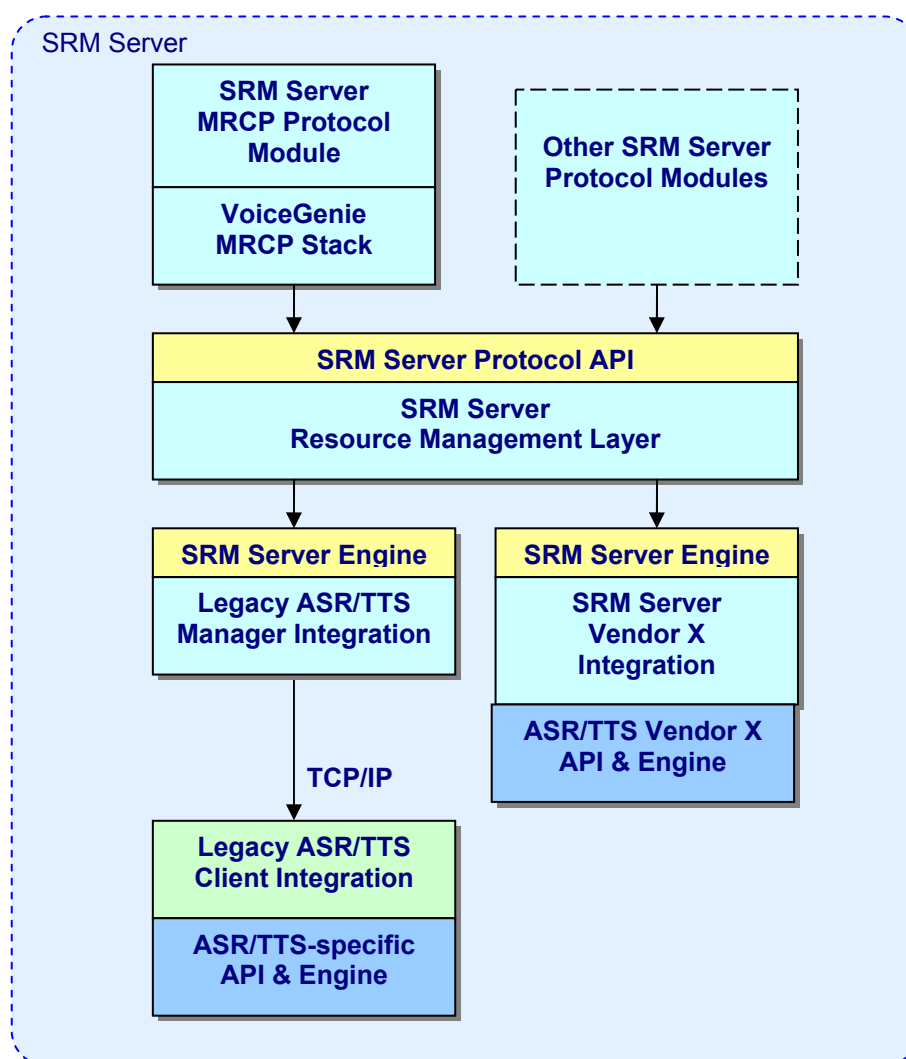 SRM Server
SRM Server
MRCP Protocol
Module
VoiceGenie
MRCP Stack
Other SRM Server
Protocol Modules
SRM Server Protocol API
SRM Server
Resource Management Layer
SRM Server Engine
Legacy ASR/TTS
Manager Integration
SRM Server Engine
SRM Server
Vendor X
Integration
ASR/TTS Vendor X
API & Engine
TCP/IP
Legacy ASR/TTS
Client Integration
ASR/TTS-specific
API & Engine